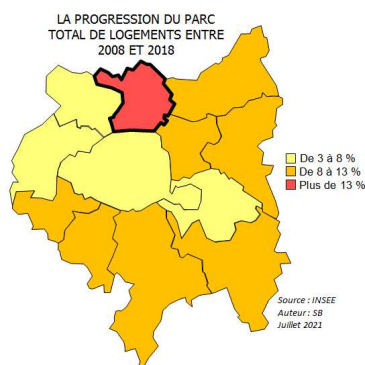 LA PROGRESSION DU PARC
TOTAL DE LOGEMENTS ENTRE
2008 ET 2018
De 3 à 8 %
De 8 à 13 %
Plus de 13 %
Source : INSEE
Auteur : SB
Juillet 2021